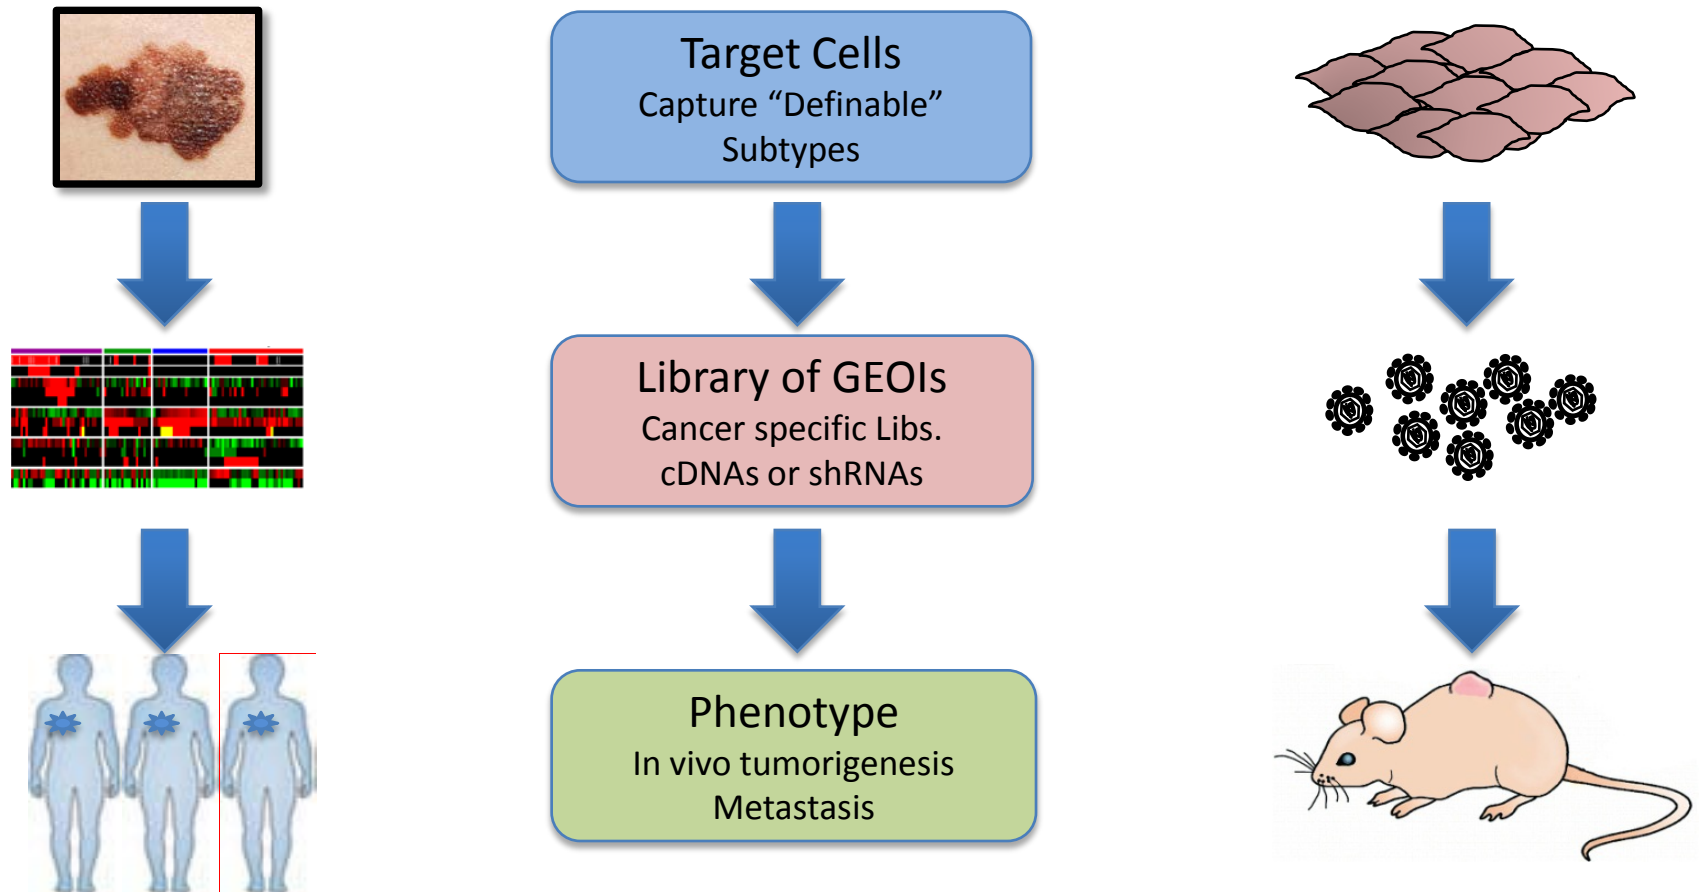 Target Cells
Capture “Definable”
Subtypes
Library of GEOIs
Cancer specific Libs.
cDNAs or shRNAs
Phenotype
In vivo tumorigenesis
Metastasis